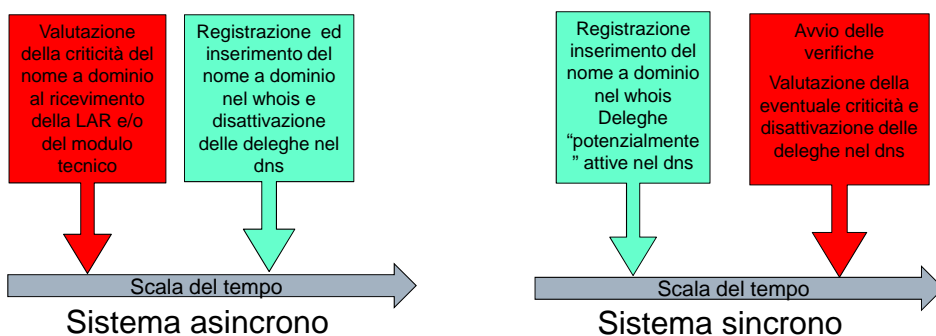 Valutazione
della criticità del
nome a dominio
al ricevimento
della LAR e/o
del modulo
tecnico
Registrazione ed
inserimento del
nome a dominio
nel whois e
disattivazione
delle deleghe nel
dns
Scala del tempo
Sistema asincrono
Registrazione
inserimento del
nome a dominio
nel whois
Deleghe
“potenzialmente
” attive nel dns
Avvio delle
verifiche
Valutazione della
eventuale criticità e
disattivazione delle
deleghe nel dns
Scala del tempo
Sistema sincrono